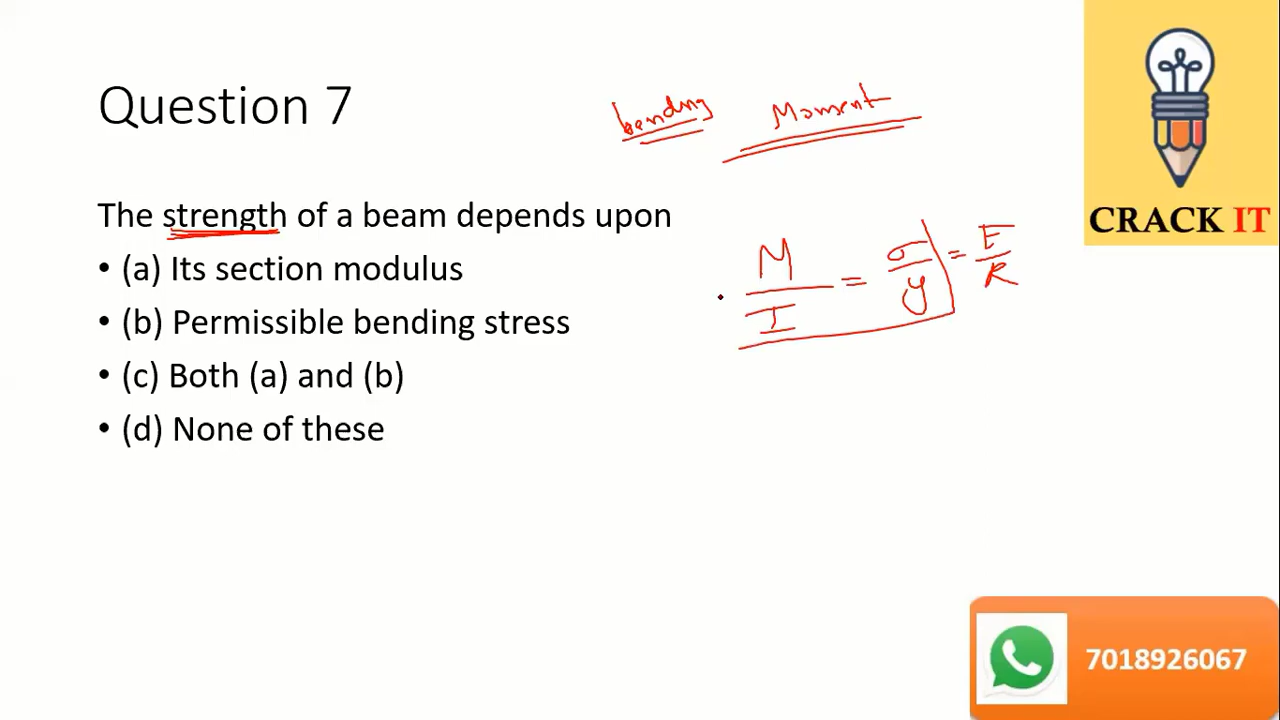 Question 7
bending Moment
The strength of a beam depends upon
• (a) Its section modulus
• (b) Permissible bending stress
• (c) Both (a) and (b)
• (d) None of these
M/I = σ/y = E/R
CRACK IT
7018926067